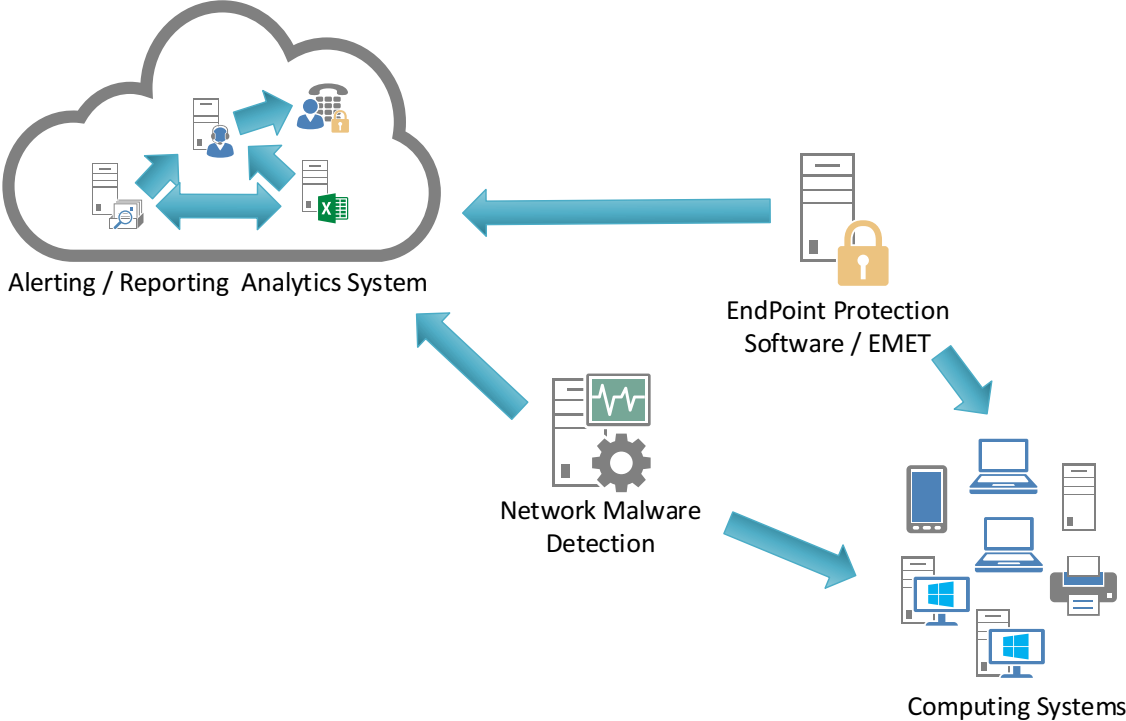 Alerting / Reporting  Analytics System
EndPoint Protection
Software / EMET
Network Malware
Detection
Computing Systems